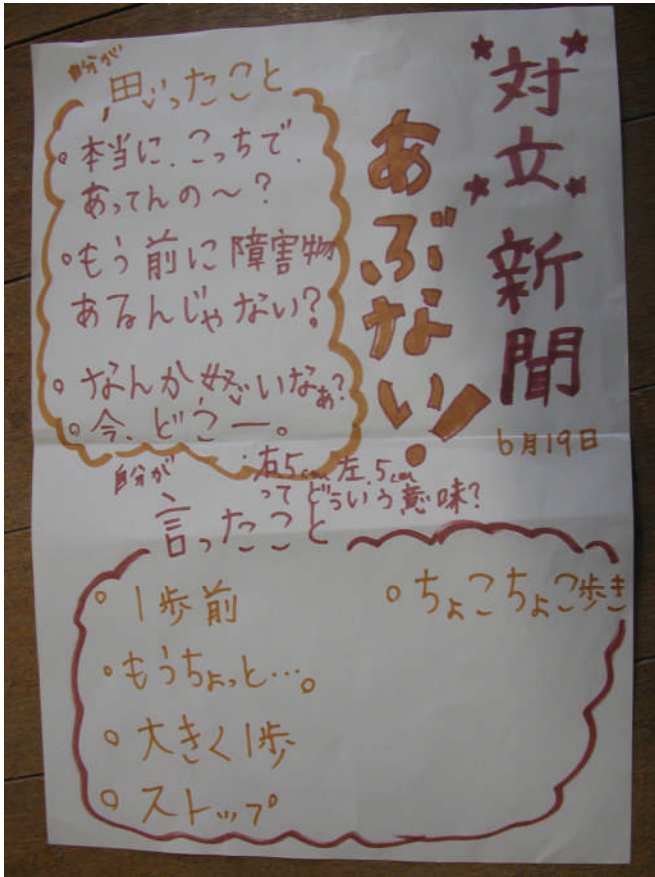 対立新聞
6月19日
あぶない!
自分が
思いったこと
。本当に、こっちで、
あってんの〜?
。もう前に障害物
あるんじゃない?
。なんか怒いなぁ?
。今、どこー。
・右5cm左.5cm
ってどういう意味?
自分が
言ったこと
。1歩前
。もうちょっと…。
。大きく1歩
。ストップ
。ちょこちょこ歩き